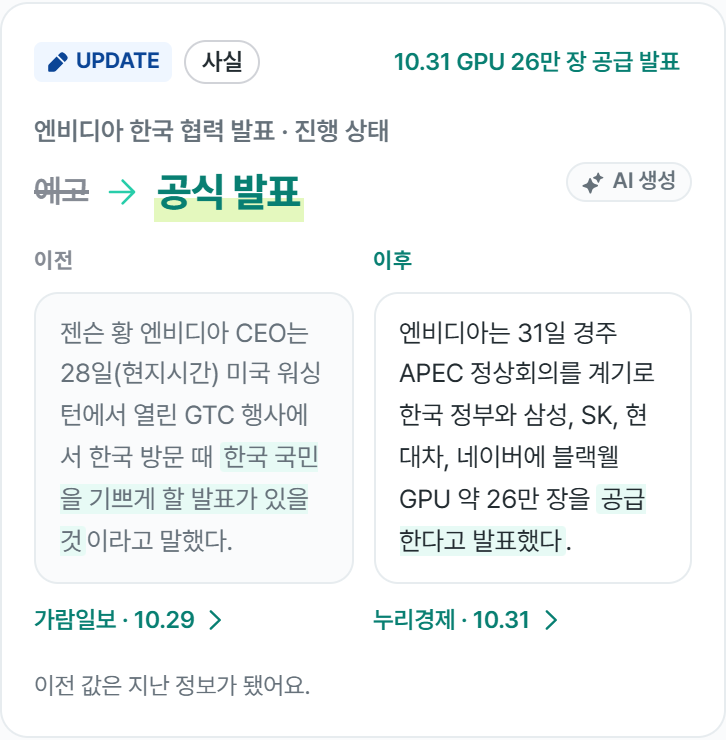 UPDATE 사실 10.31 GPU 26만 장 공급 발표
엔비디아 한국 협력 발표 · 진행 상태
예고 → 공식 발표 AI 생성
이전
젠슨 황 엔비디아 CEO는
28일(현지시간) 미국 워싱
턴에서 열린 GTC 행사에
서 한국 방문 때 한국 국민
을 기쁘게 할 발표가 있을
것이라고 말했다.
가람일보 · 10.29 >
이후
엔비디아는 31일 경주
APEC 정상회의를 계기로
한국 정부와 삼성, SK, 현
대차, 네이버에 블랙웰
GPU 약 26만 장을 공급
한다고 발표했다.
누리경제 · 10.31 >
이전 값은 지난 정보가 됐어요.